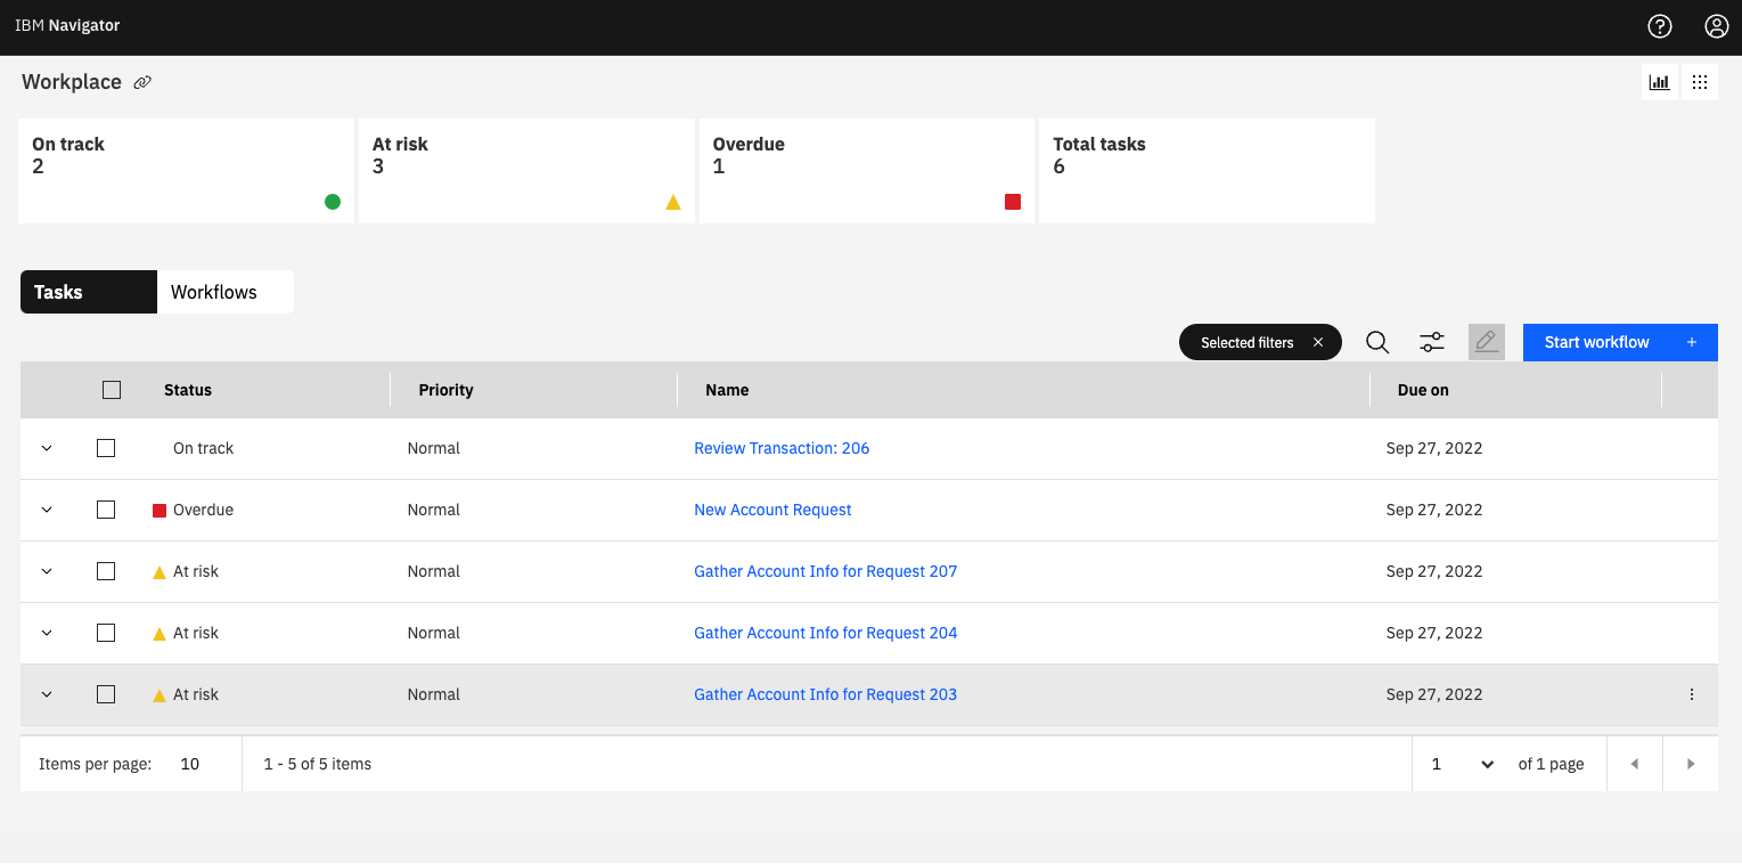 IBM Navigator
Workplace
On track
2
At risk
3
Overdue
1
Total tasks
6
Tasks
Workflows
Selected filters
Start workflow +
Status Priority Name Due on
On track Normal Review Transaction: 206 Sep 27, 2022
Overdue Normal New Account Request Sep 27, 2022
At risk Normal Gather Account Info for Request 207 Sep 27, 2022
At risk Normal Gather Account Info for Request 204 Sep 27, 2022
At risk Normal Gather Account Info for Request 203 Sep 27, 2022
Items per page: 10 1 - 5 of 5 items 1 of 1 page